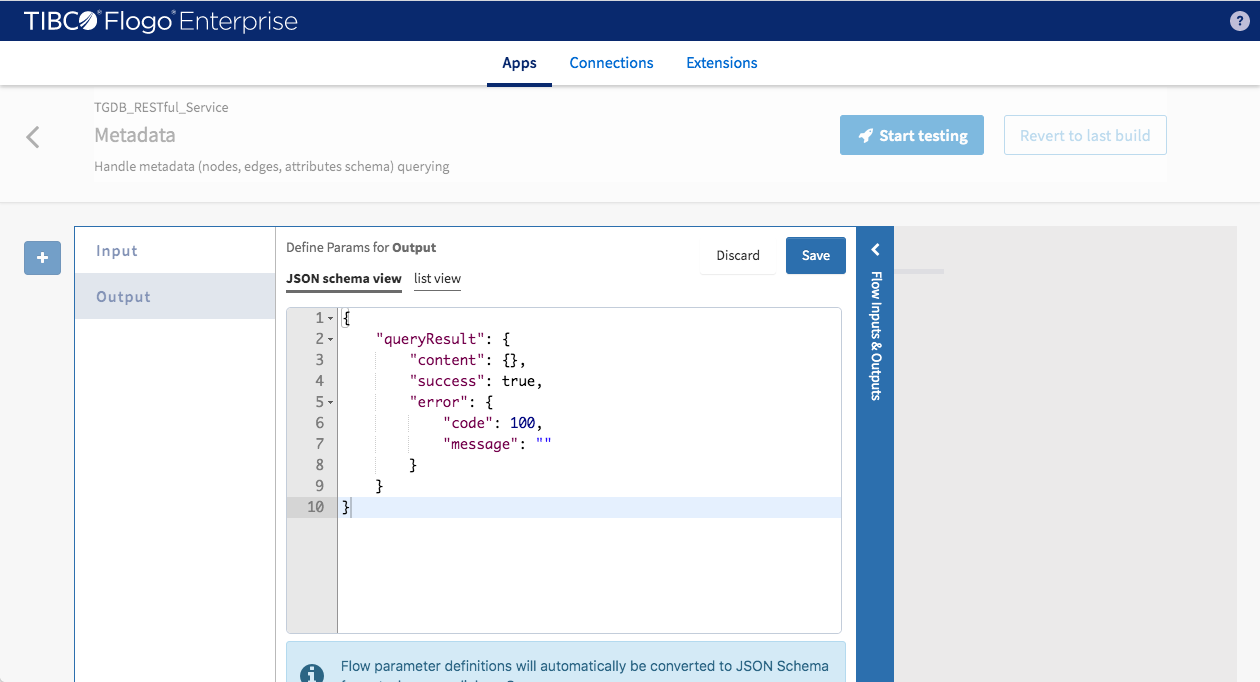 TIBCO® Flogo® Enterprise
?
Apps Connections Extensions
TGDB_RESTful_Service
Metadata
Handle metadata (nodes, edges, attributes schema) querying
Start testing
Revert to last build
+
Input
Output
Define Params for Output
JSON schema view list view
Discard
Save
1 {
2 "queryResult": {
3 "content": {},
4 "success": true,
5 "error": {
6 "code": 100,
7 "message": ""
8 }
9 }
10 }
Flow Inputs & Outputs
Flow parameter definitions will automatically be converted to JSON Schema